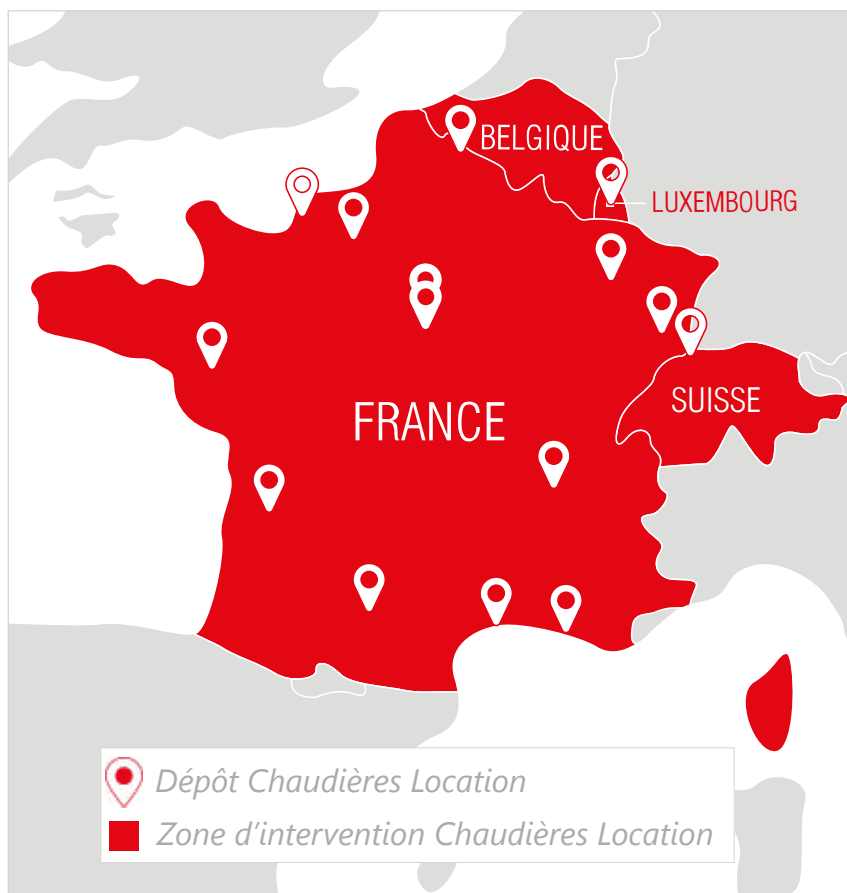 BELGIQUE
LUXEMBOURG
SUISSE
FRANCE
Dépôt Chaudières Location
Zone d'intervention Chaudières Location